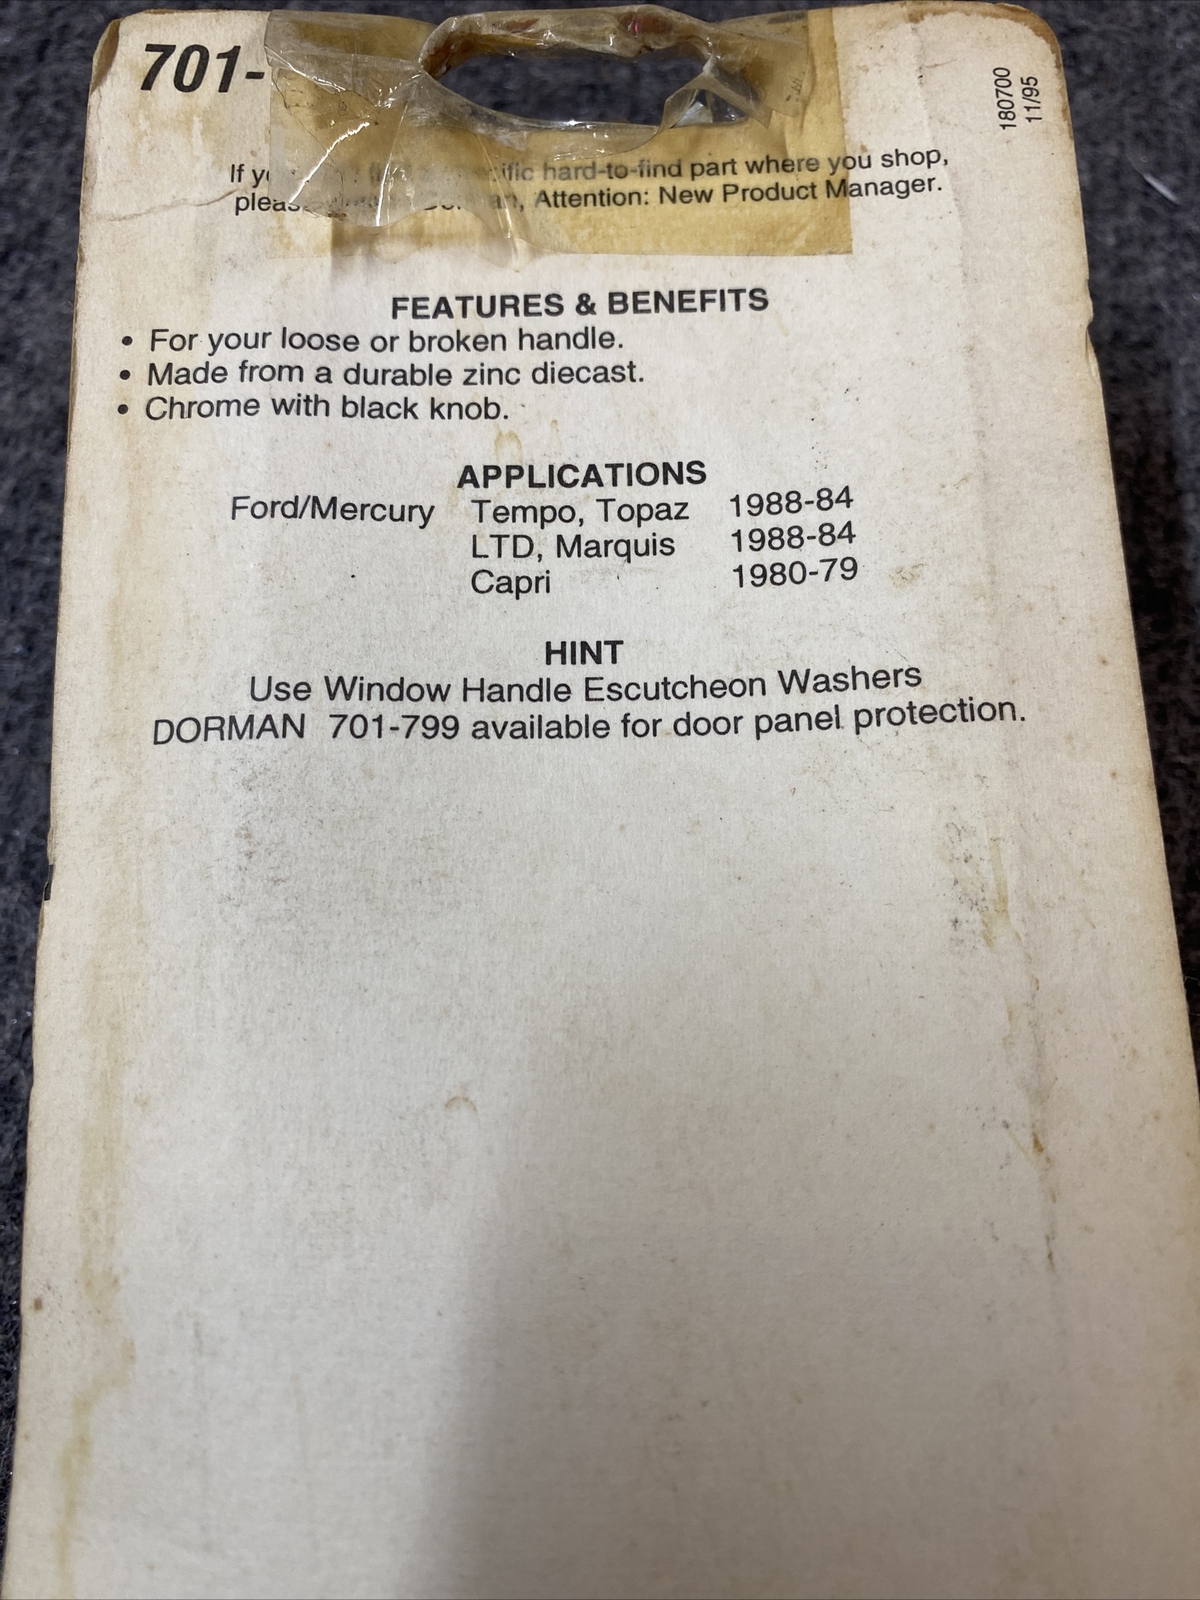 701-
180700
11/95
If hard-to-find part where you shop,
Attention: New Product Manager.
FEATURES & BENEFITS
• For your loose or broken handle.
• Made from a durable zinc diecast.
• Chrome with black knob.
APPLICATIONS
Ford/Mercury Tempo, Topaz 1988-84
LTD, Marquis 1988-84
Capri 1980-79
HINT
Use Window Handle Escutcheon Washers
DORMAN 701-799 available for door panel protection.